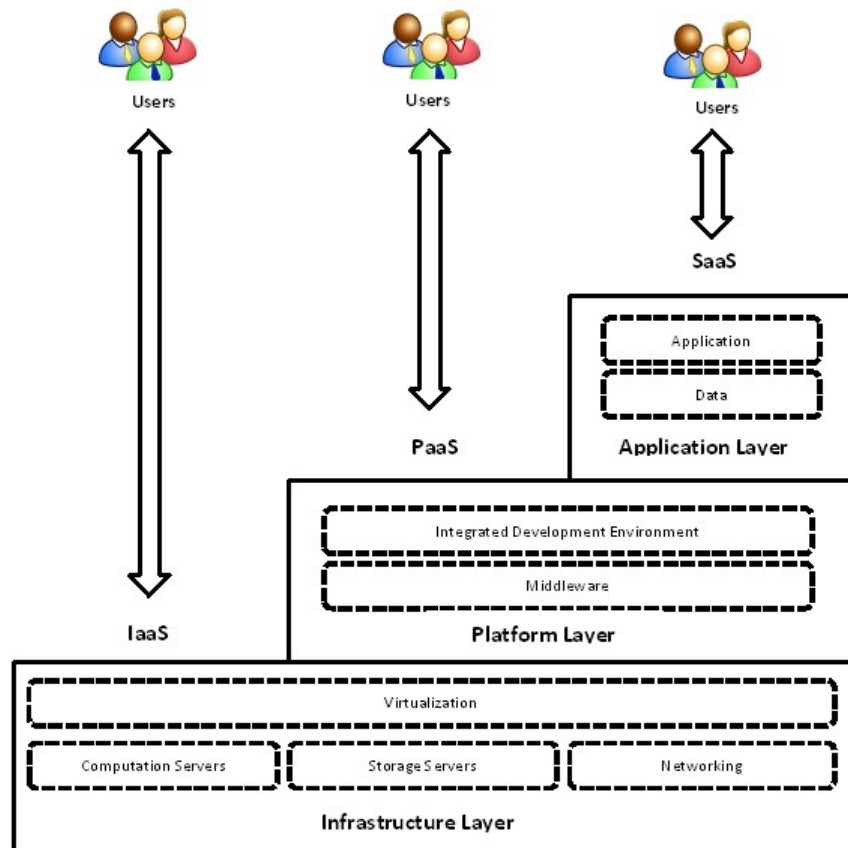 Users
Users
Users
SaaS
Application
Data
PaaS
Application Layer
Integrated Development Environment
Middleware
IaaS
Platform Layer
Virtualization
Computation Servers
Storage Servers
Networking
Infrastructure Layer